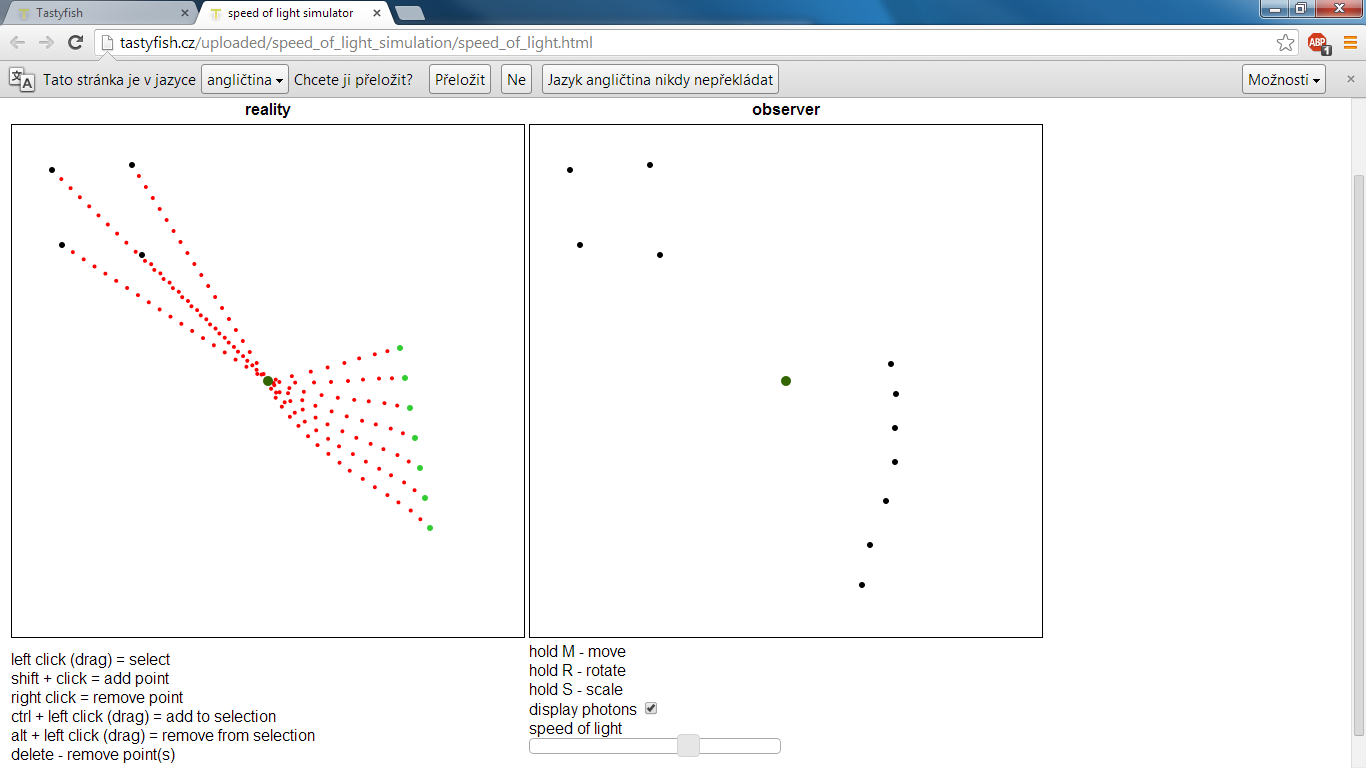 Tastyfish
speed of light simulator
tastyfish.cz/uploaded/speed_of_light_simulation/speed_of_light.html
ABP
1
Tato stránka je v jazyce angličtina Chcete ji přeložit? Přeložit Ne Jazyk angličtina nikdy nepřekládat Možnosti
reality
observer
left click (drag) = select
shift + click = add point
right click = remove point
ctrl + left click (drag) = add to selection
alt + left click (drag) = remove from selection
delete - remove point(s)
hold M - move
hold R - rotate
hold S - scale
display photons
speed of light